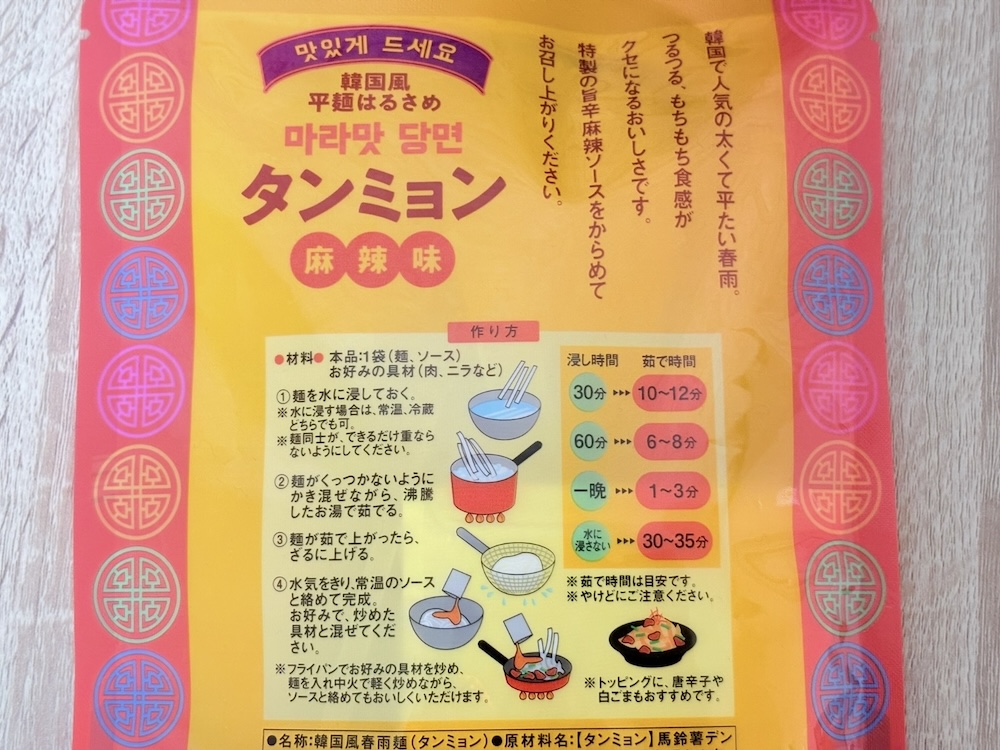 맛있게 드세요
韓国風
平麺はるさめ
마라맛 당면
タンミョン
麻辣味
韓国で人気の太くて平たい春雨。
つるつる、もちもち食感が
クセになるおいしさです。
特製の旨辛麻辣ソースをからめて
お召し上がりください。
作り方
●材料● 本品:1袋(麺、ソース)
お好みの具材(肉、ニラなど)
①麺を水に浸しておく。
※水に浸す場合は、常温、冷蔵
どちらでも可。
※麺同士が、できるだけ重なら
ないようにしてください。
②麺がくっつかないように
かき混ぜながら、沸騰
したお湯で茹でる。
③麺が茹で上がったら、
ざるに上げる。
④水気をきり、常温のソース
と絡めて完成。
お好みで、炒めた
具材と混ぜてくだ
さい。
※フライパンでお好みの具材を炒め、
麺を入れ中火で軽く炒めながら、
ソースと絡めてもおいしくいただけます。
浸し時間 茹で時間
30分 ▸▸▸ 10〜12分
60分 ▸▸▸ 6〜8分
一晩 ▸▸▸ 1〜3分
水に
浸さない ▸▸▸ 30〜35分
※茹で時間は目安です。
※やけどにご注意ください。
※トッピングに、唐辛子や
白ごまもおすすめです。
●名称:韓国風春雨麺(タンミョン)●原材料名:【タンミョン】馬鈴薯デン